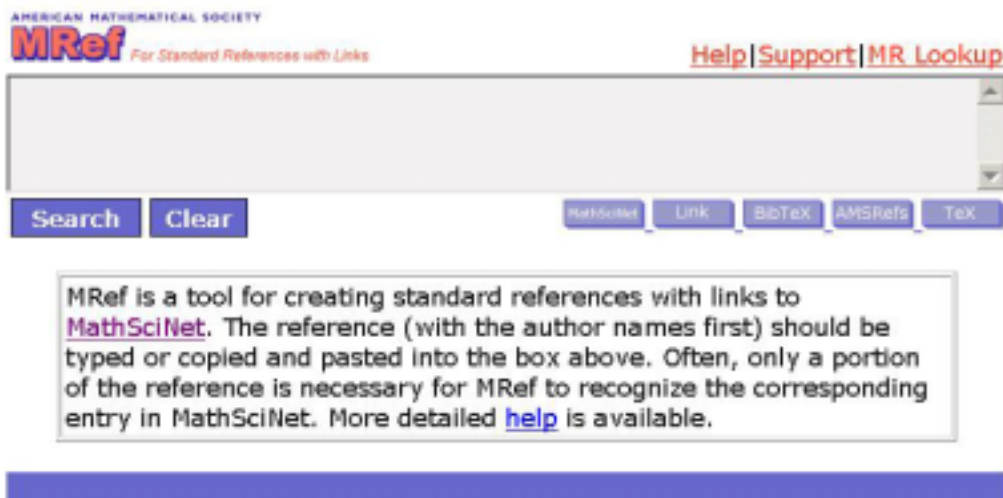 AMERICAN MATHEMATICAL SOCIETY
MRef For Standard References with Links
Help|Support|MR Lookup
Search Clear MathSciNet Link BibTeX AMSRefs TeX
MRef is a tool for creating standard references with links to
MathSciNet. The reference (with the author names first) should be
typed or copied and pasted into the box above. Often, only a portion
of the reference is necessary for MRef to recognize the corresponding
entry in MathSciNet. More detailed help is available.